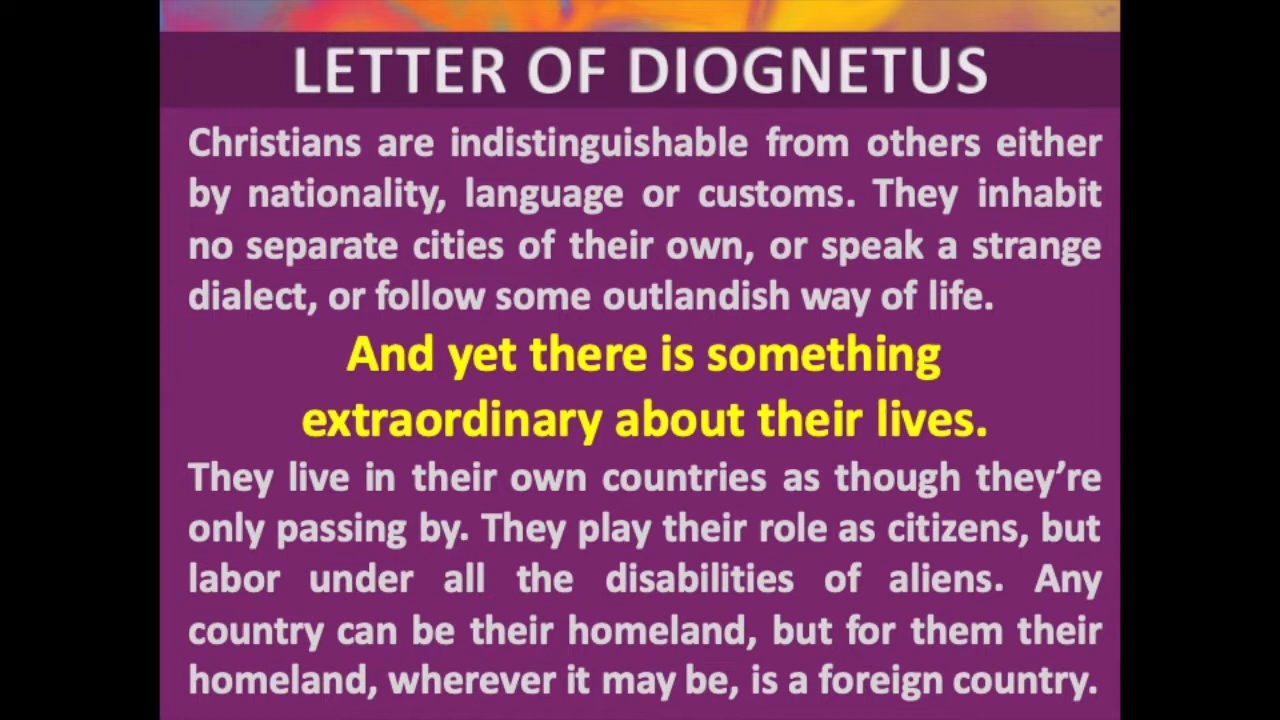 LETTER OF DIOGNETUS
Christians are indistinguishable from others either
by nationality, language or customs. They inhabit
no separate cities of their own, or speak a strange
dialect, or follow some outlandish way of life.
And yet there is something
extraordinary about their lives.
They live in their own countries as though they’re
only passing by. They play their role as citizens, but
labor under all the disabilities of aliens. Any
country can be their homeland, but for them their
homeland, wherever it may be, is a foreign country.